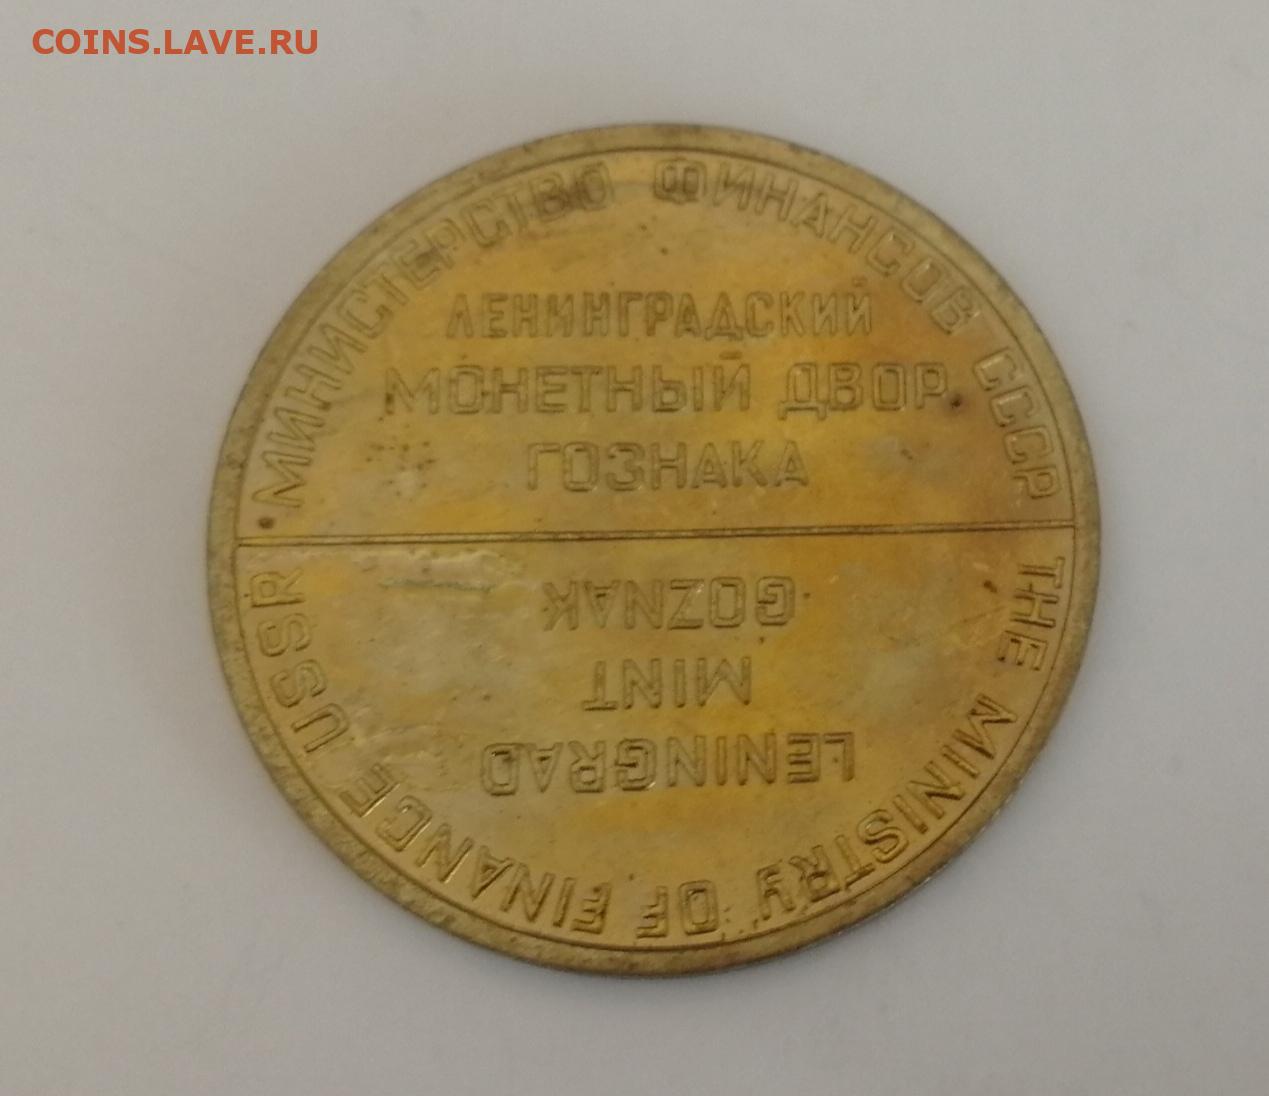 COINS.LAVE.RU
МИНИСТЕРСТВО ФИНАНСОВ СССР
ЛЕНИНГРАДСКИЙ
МОНЕТНЫЙ ДВОР
ГОЗНАКА
THE MINISTRY OF FINANCE USSR
LENINGRAD
MINT
GOZNAK